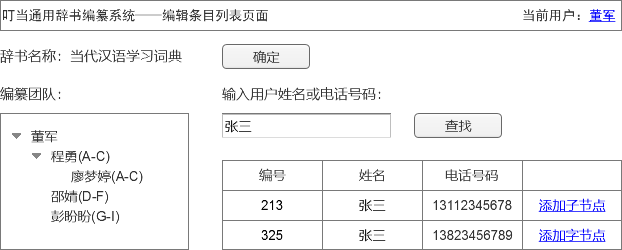 叮当通用辞书编纂系统——编辑条目列表页面 当前用户：董军
辞书名称：当代汉语学习词典 确定
编纂团队： 输入用户姓名或电话号码：
张三 查找
董军
程勇(A-C)
廖梦婷(A-C)
邵婧(D-F)
彭盼盼(G-I)
编号 姓名 电话号码
213 张三 13112345678 添加子节点
325 张三 13823456789 添加字节点